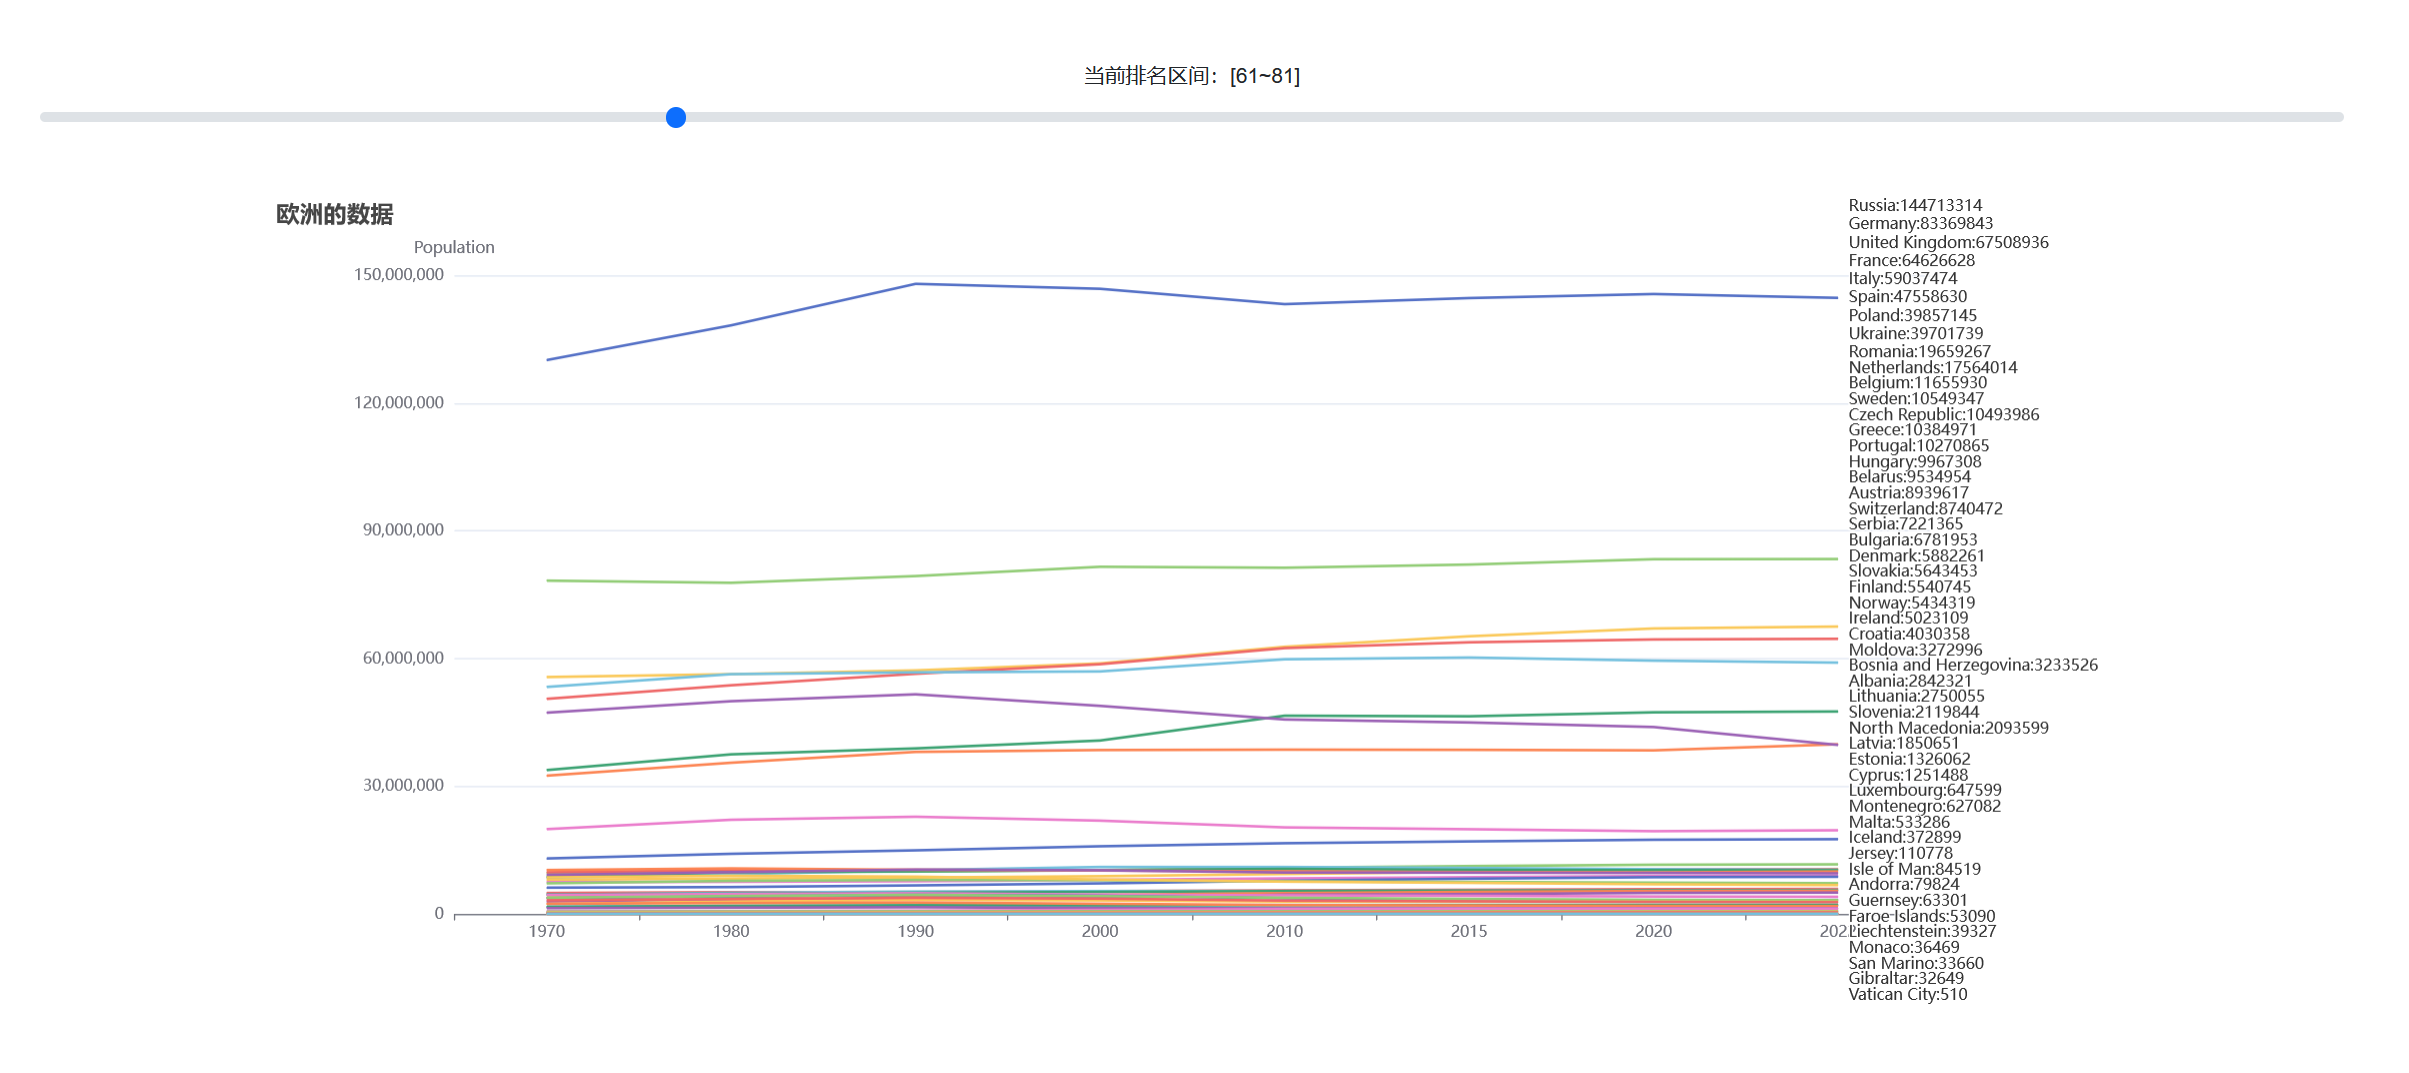 当前排名区间：[61~81]
欧洲的数据
Population
150,000,000
120,000,000
90,000,000
60,000,000
30,000,000
0
1970
1980
1990
2000
2010
2015
2020
Russia:144713314
Germany:83369843
United Kingdom:67508936
France:64626628
Italy:59037474
Spain:47558630
Poland:39857145
Ukraine:39701739
Romania:19659267
Netherlands:17564014
Belgium:11655930
Sweden:10549347
Czech Republic:10493986
Greece:10384971
Portugal:10270865
Hungary:9967308
Belarus:9534954
Austria:8939617
Switzerland:8740472
Serbia:7221365
Bulgaria:6781953
Denmark:5882261
Slovakia:5643453
Finland:5540745
Norway:5434319
Ireland:5023109
Croatia:4030358
Moldova:3272996
Bosnia and Herzegovina:3233526
Albania:2842321
Lithuania:2750055
Slovenia:2119844
North Macedonia:2093599
Latvia:1850651
Estonia:1326062
Cyprus:1251488
Luxembourg:647599
Montenegro:627082
Malta:533286
Iceland:372899
Jersey:110778
Isle of Man:84519
Andorra:79824
Guernsey:63301
Faroe Islands:53090
Liechtenstein:39327
Monaco:36469
San Marino:33660
Gibraltar:32649
Vatican City:510